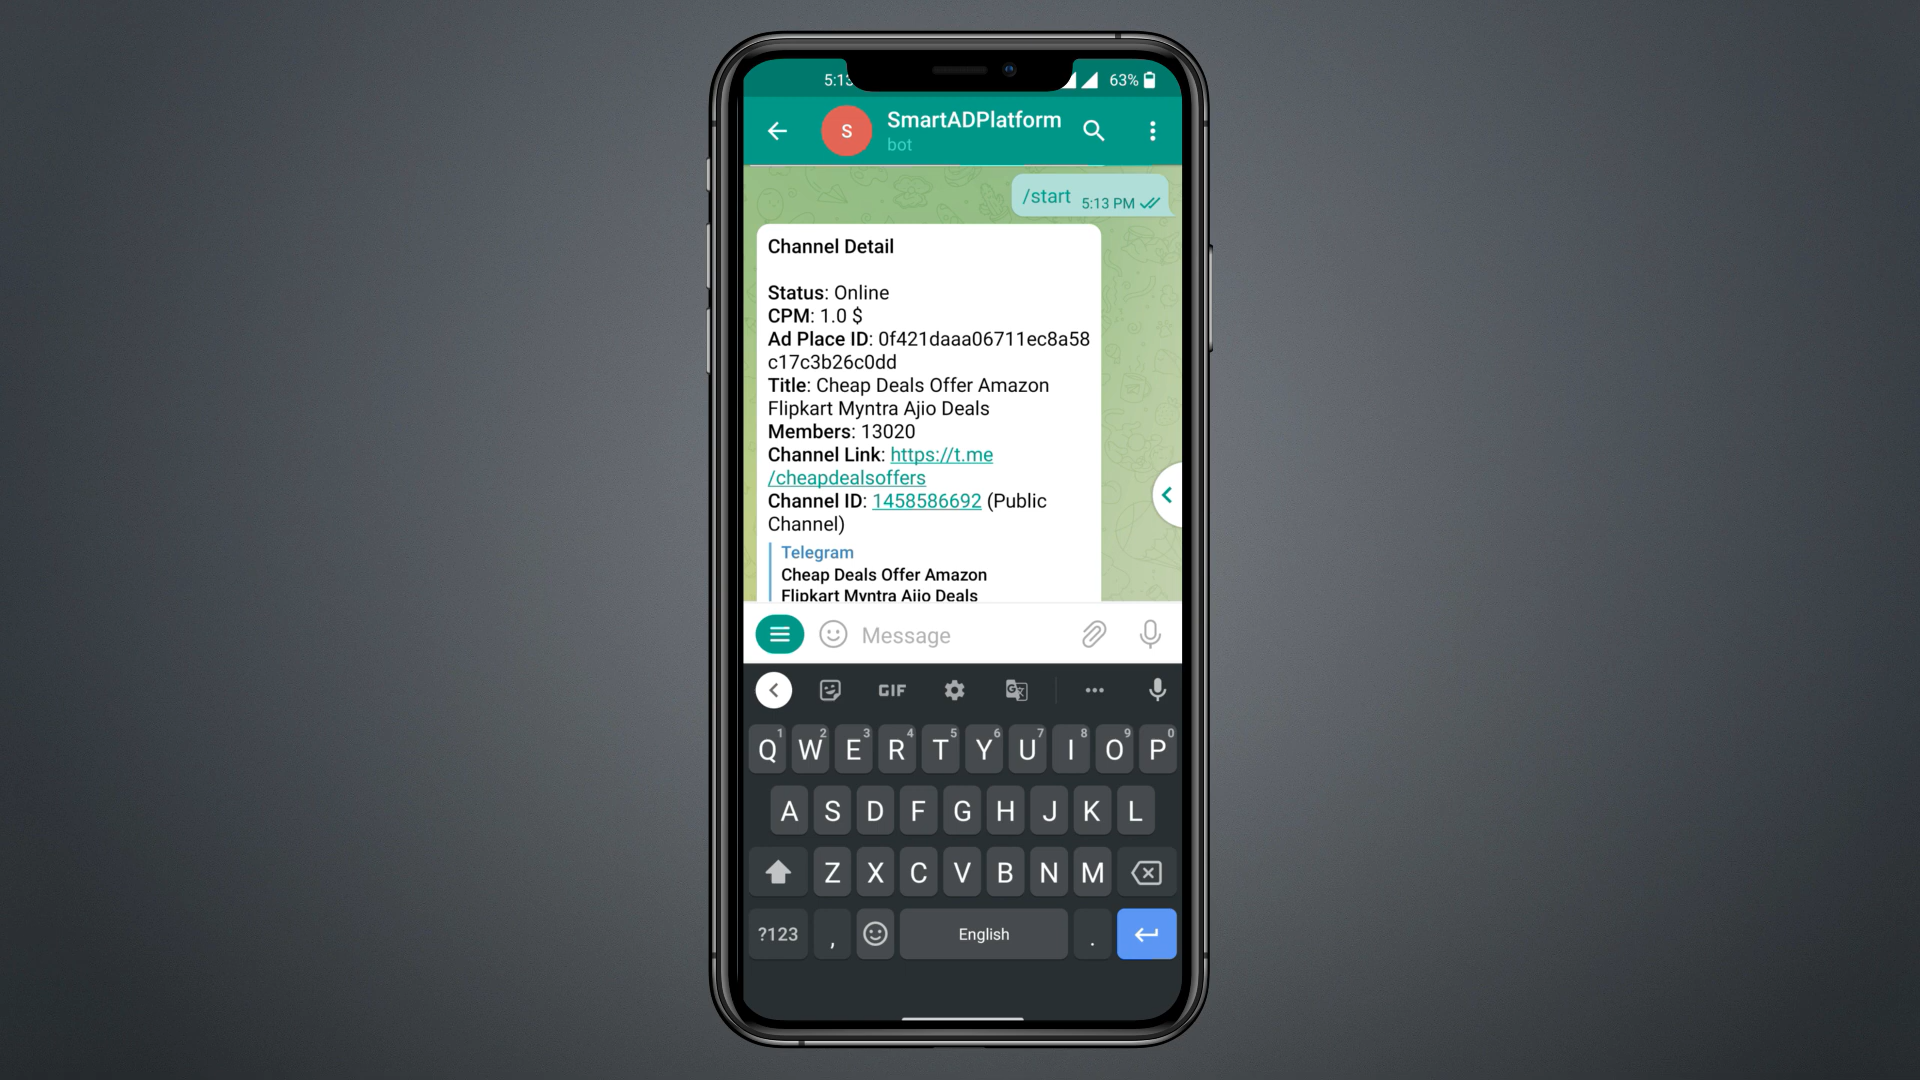 5:13
63%
S
SmartADPlatform
bot
/start 5:13 PM
Channel Detail
Status: Online
CPM: 1.0 $
Ad Place ID: 0f421daaa06711ec8a58
c17c3b26c0dd
Title: Cheap Deals Offer Amazon
Flipkart Myntra Ajio Deals
Members: 13020
Channel Link: https://t.me
/cheapdealsoffers
Channel ID: 1458586692 (Public
Channel)
Telegram
Cheap Deals Offer Amazon
Flipkart Myntra Ajio Deals
Message
GIF
1 2 3 4 5 6 7 8 9 0
Q W E R T Y U I O P
A S D F G H J K L
Z X C V B N M
?123 , English .